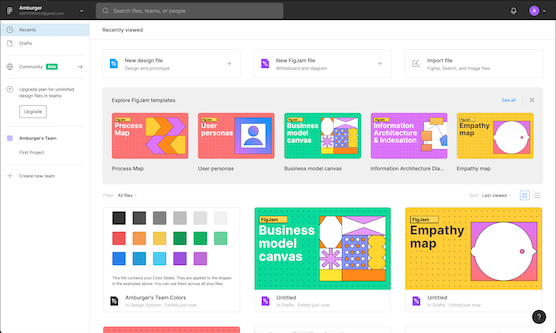 Amburger
Search files, teams, or people
A
Recents
Recently viewed
Drafts
Community
Beta
Upgrade plan for unlimited
design files in teams
Upgrade
Amburger's Team
First Project
Create new team
New design file
Design and prototype
New FigJam file
Whiteboard and diagram
Import file
Figma, Sketch, and image files
Explore FigJam templates
See all
FigJam
Process
Map
FigJam
User
personas
FigJam
Business
model
canvas
FigJam
Information
Architecture
& Indexation
FigJam
Empathy
map
Process Map
User personas
Business model canvas
Information Architecture Dia...
Empathy map
Filter: All files
Sort: Last viewed
This file contains your Color Styles. They are applied to the shapes
in the examples above. You can use them across all your files.
Amburger's Team Colors
In Design System · Edited just now
FigJam
Business
model
canvas
Untitled
In Drafts · Edited just now
FigJam
Empathy
map
Untitled
In Drafts · Edited just now
?